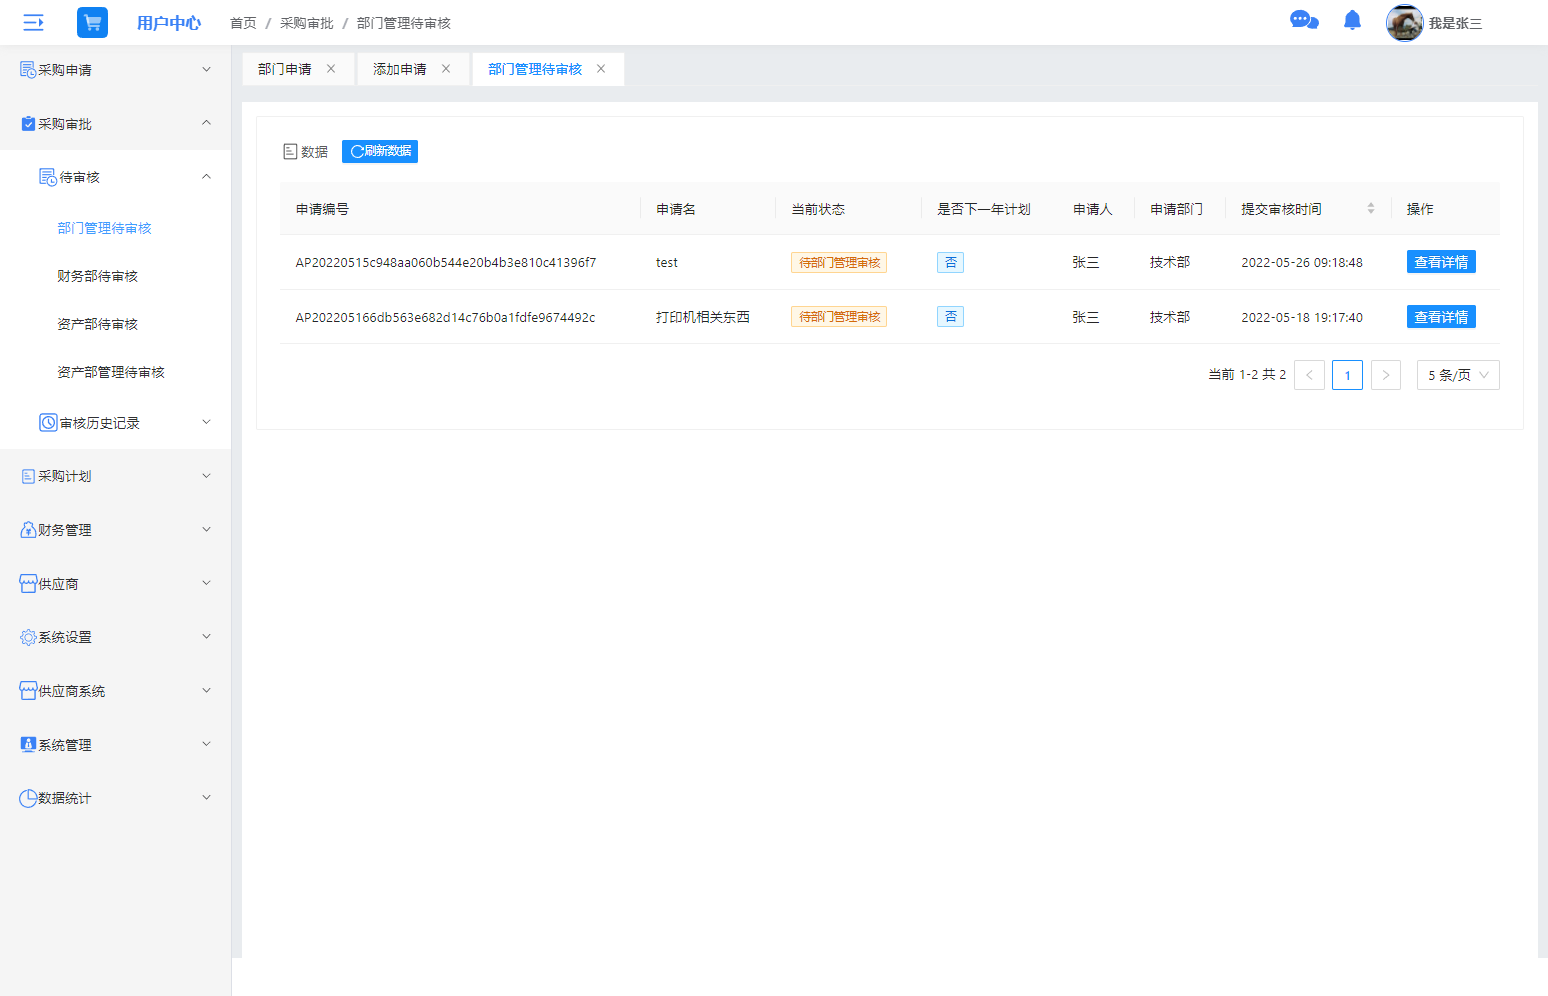 用户中心 首页 / 采购审批 / 部门管理待审核 我是张三
采购申请
采购审批
待审核
部门管理待审核
财务部待审核
资产部待审核
资产部管理待审核
审核历史记录
采购计划
财务管理
供应商
系统设置
供应商系统
系统管理
数据统计
部门申请 添加申请 部门管理待审核
数据 刷新数据
申请编号 申请名 当前状态 是否下一年计划 申请人 申请部门 提交审核时间 操作
AP20220515c948aa060b544e20b4b3e810c41396f7 test 待部门管理审核 否 张三 技术部 2022-05-26 09:18:48 查看详情
AP202205166db563e682d14c76b0a1fdfe9674492c 打印机相关东西 待部门管理审核 否 张三 技术部 2022-05-18 19:17:40 查看详情
当前 1-2 共 2 < 1 > 5 条/页